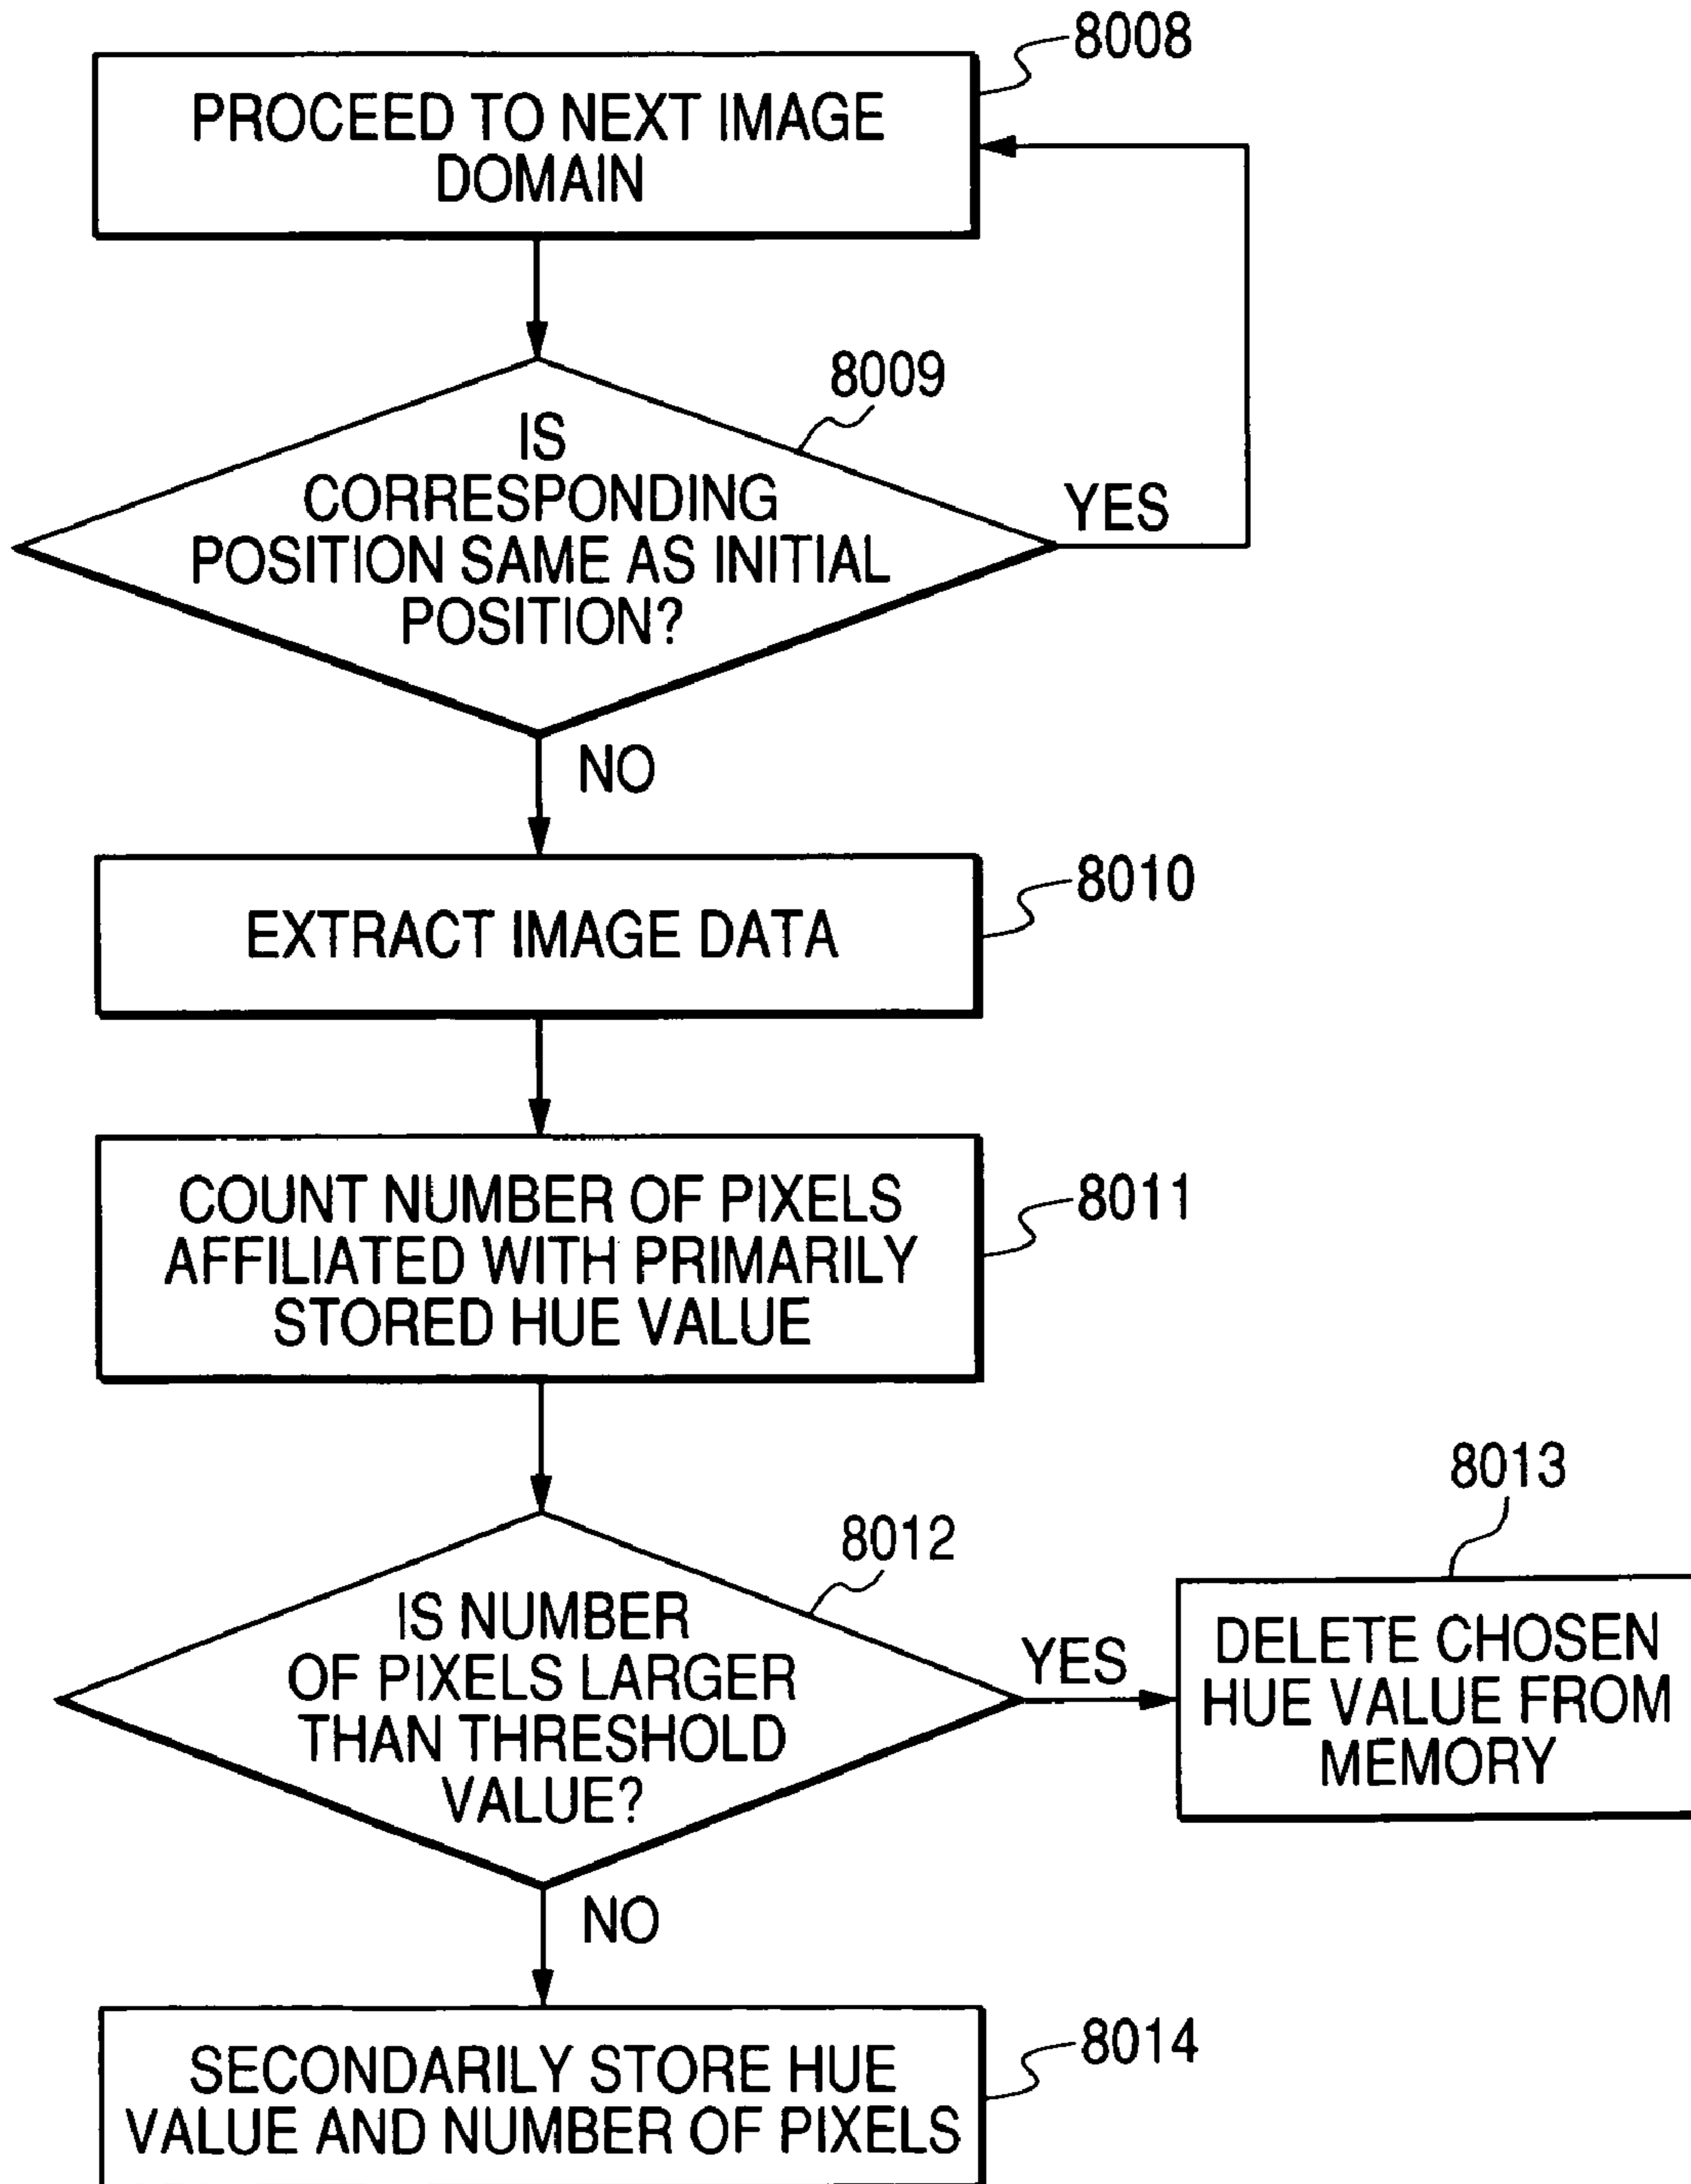 8008
PROCEED TO NEXT IMAGE
DOMAIN
8009
IS
CORRESPONDING
POSITION SAME AS INITIAL
POSITION?
YES
NO
8010
EXTRACT IMAGE DATA
8011
COUNT NUMBER OF PIXELS
AFFILIATED WITH PRIMARILY
STORED HUE VALUE
8012
IS NUMBER
OF PIXELS LARGER
THAN THRESHOLD
VALUE?
YES
8013
DELETE CHOSEN
HUE VALUE FROM
MEMORY
NO
8014
SECONDARILY STORE HUE
VALUE AND NUMBER OF PIXELS